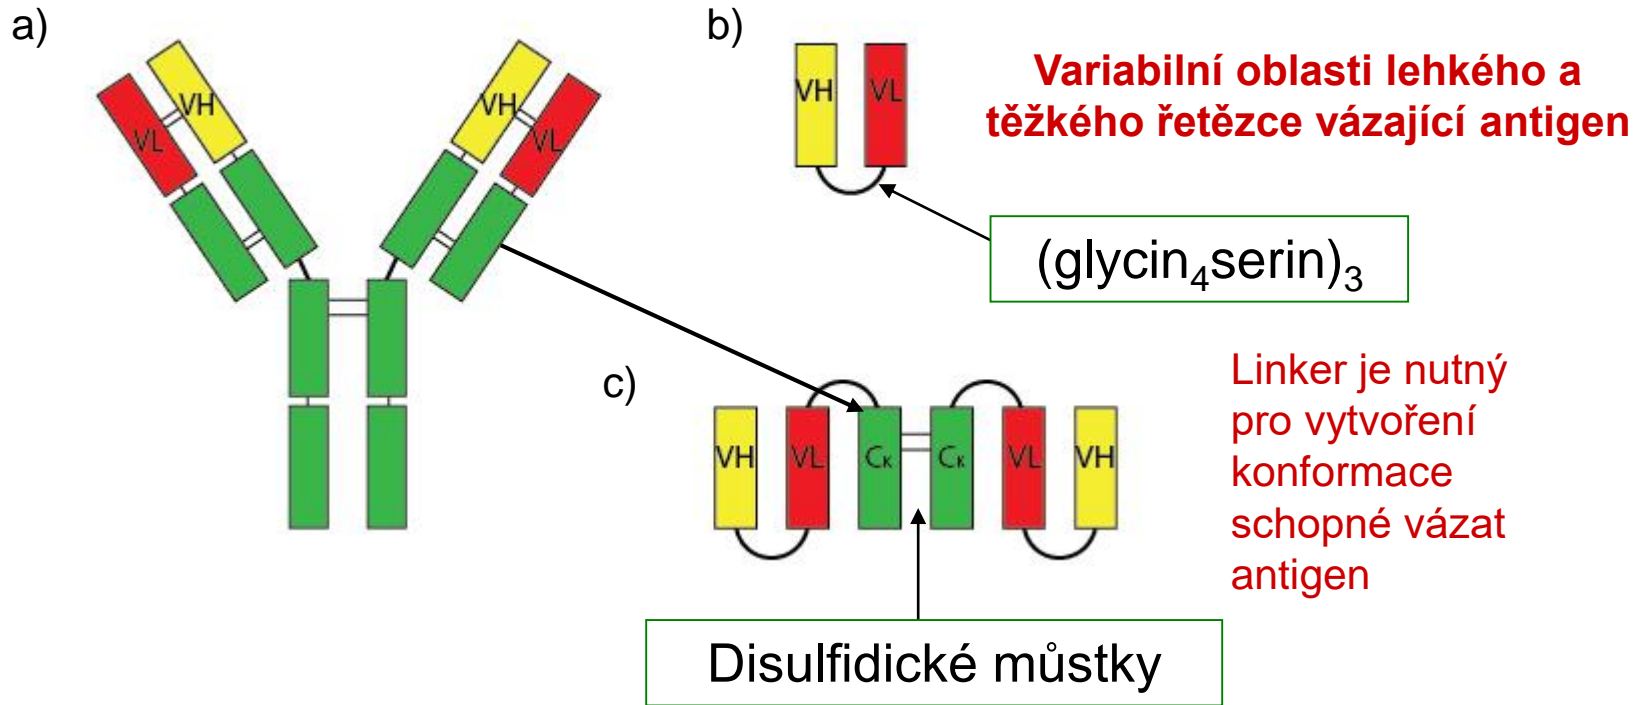 a)
VH
VL
VH
VL
b)
VH
VL
Variabilní oblasti lehkého a
těžkého řetězce vázající antigen
(glycin₄serin)₃
c)
VH
VL
Cκ
Cκ
VL
VH
Linker je nutný
pro vytvoření
konformace
schopné vázat
antigen
Disulfidické můstky